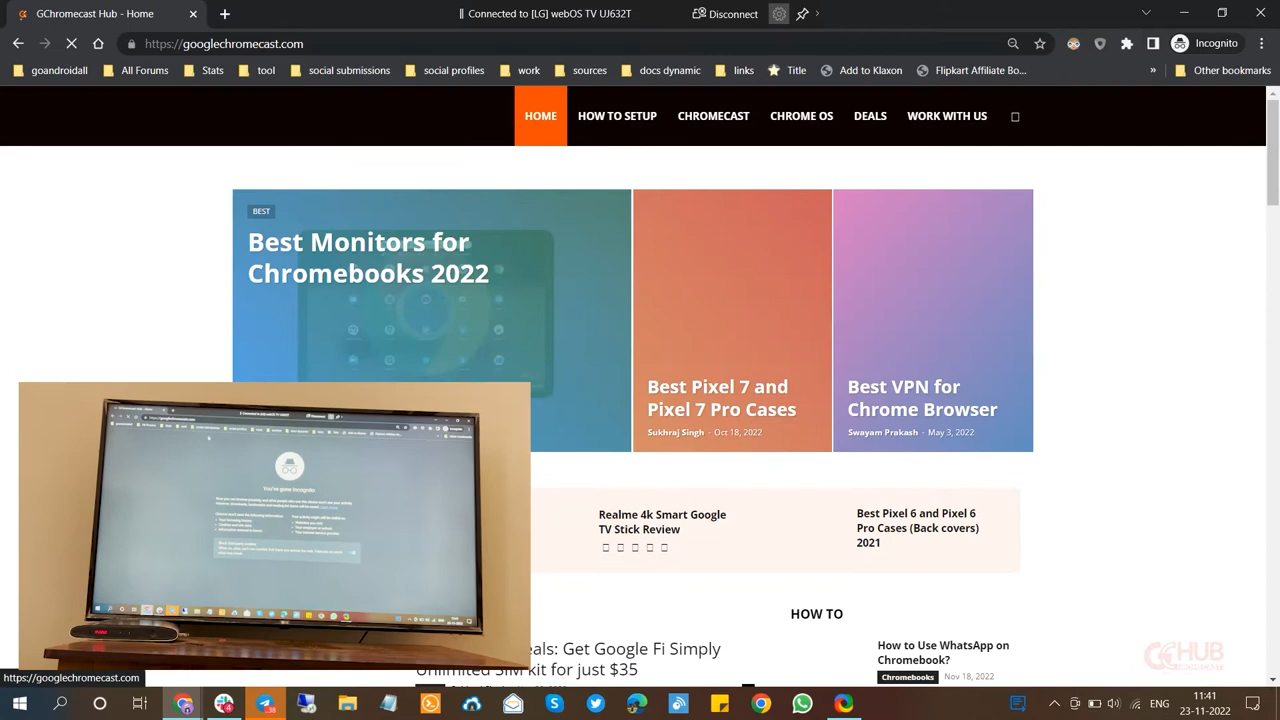 GChromecast Hub - Home
Connected to [LG] webOS TV UJ632T
Disconnect
https://googlechromecast.com
Incognito
goandroidall
All Forums
Stats
tool
social submissions
social profiles
work
sources
docs dynamic
links
Title
Add to Klaxon
Flipkart Affiliate Bo...
»
Other bookmarks
HOME
HOW TO SETUP
CHROMECAST
CHROME OS
DEALS
WORK WITH US
BEST
Best Monitors for
Chromebooks 2022
Best Pixel 7 and
Pixel 7 Pro Cases
Sukhraj Singh - Oct 18, 2022
Best VPN for
Chrome Browser
Swayam Prakash - May 3, 2022
You've gone Incognito
Realme 4k Smart Google
TV Stick Review
Best Pixel 6 and Pixel 6
Pro Cases (Back covers)
2021
HOW TO
eals: Get Google Fi Simply
Unlimited SIM kit for just $35
How to Use WhatsApp on
Chromebook?
Chromebooks
Nov 18, 2022
HUB
https://googlechromecast.com
11:41
23-11-2022